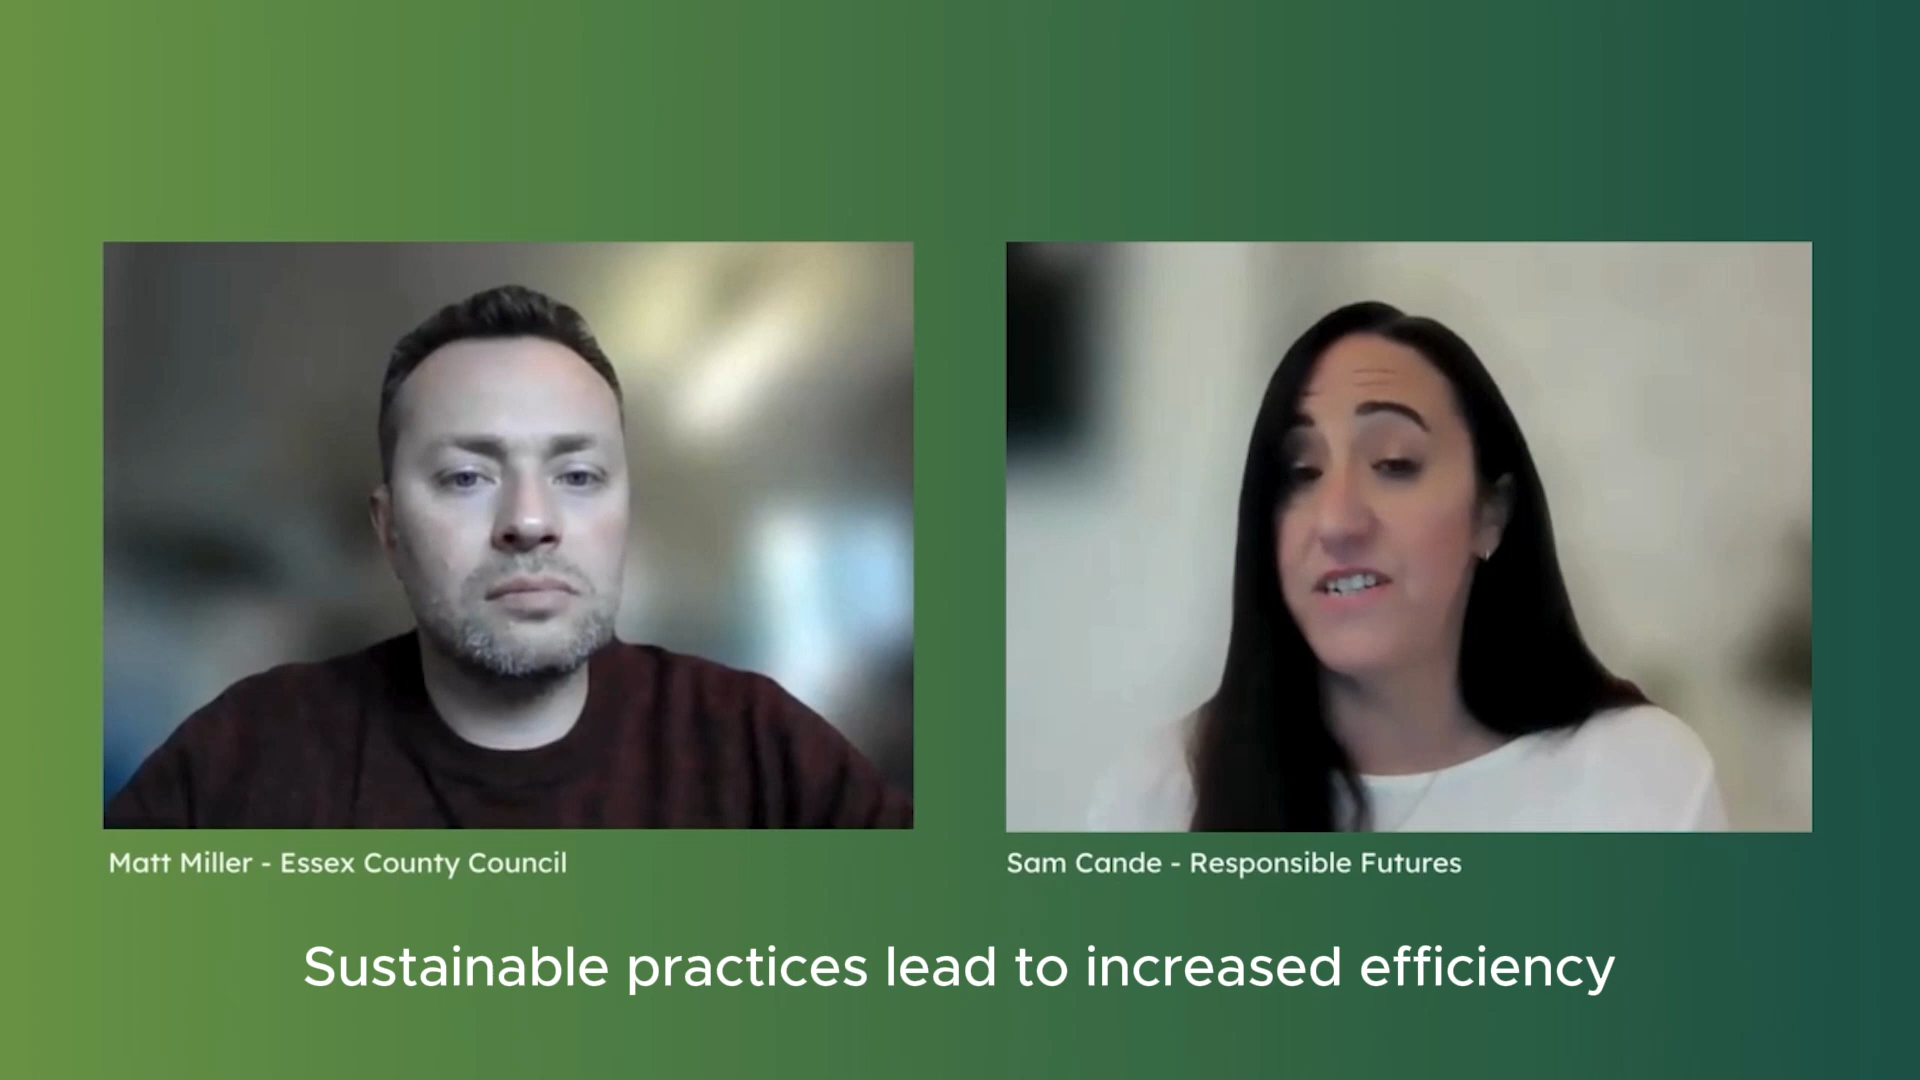 Matt Miller - Essex County Council
Sam Cande - Responsible Futures
Sustainable practices lead to increased efficiency